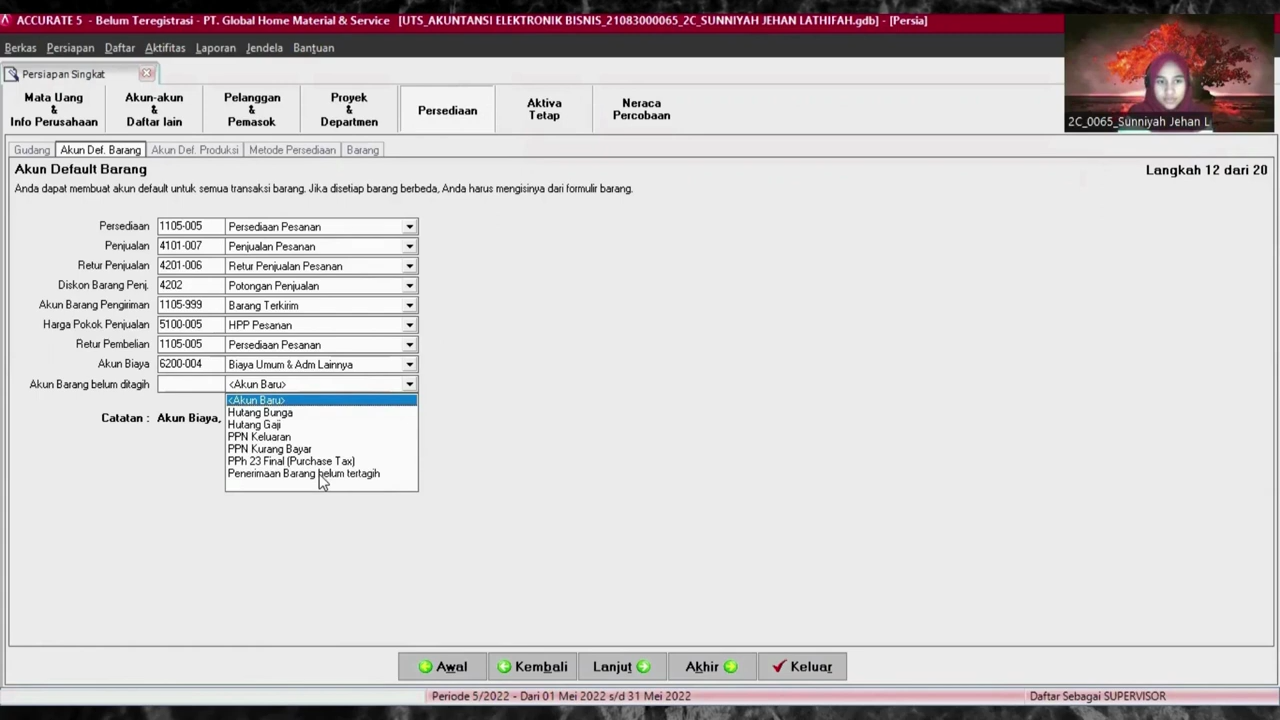 ACCURATE 5 - Belum Teregistrasi - PT. Global Home Material & Service [UTS_AKUNTANSI ELEKTRONIK BISNIS_21083000065_2C_SUNNIYAH JEHAN LATHIFAH.gdb] - [Persia]
Berkas Persiapan Daftar Aktifitas Laporan Jendela Bantuan
Persiapan Singkat
Mata Uang & Info Perusahaan
Akun-akun & Daftar lain
Pelanggan & Pemasok
Proyek & Departmen
Persediaan
Aktiva Tetap
Neraca Percobaan
2C_0065_Sunniyah Jehan L
Gudang Akun Def. Barang Akun Def. Produksi Metode Persediaan Barang
Akun Default Barang
Langkah 12 dari 20
Anda dapat membuat akun default untuk semua transaksi barang. Jika disetiap barang berbeda, Anda harus mengisinya dari formulir barang.
Persediaan 1105-005 Persediaan Pesanan
Penjualan 4101-007 Penjualan Pesanan
Retur Penjualan 4201-006 Retur Penjualan Pesanan
Diskon Barang Penj. 4202 Potongan Penjualan
Akun Barang Pengiriman 1105-999 Barang Terkirim
Harga Pokok Penjualan 5100-005 HPP Pesanan
Retur Pembelian 1105-005 Persediaan Pesanan
Akun Biaya 6200-004 Biaya Umum & Adm Lainnya
Akun Barang belum ditagih <Akun Baru>
<Akun Baru>
Hutang Bunga
Catatan : Akun Biaya,
Hutang Gaji
PPN Keluaran
PPN Kurang Bayar
PPh 23 Final (Purchase Tax)
Penerimaan Barang belum tertagih
Awal Kembali Lanjut Akhir Keluar
Periode 5/2022 - Dari 01 Mei 2022 s/d 31 Mei 2022
Daftar Sebagai SUPERVISOR